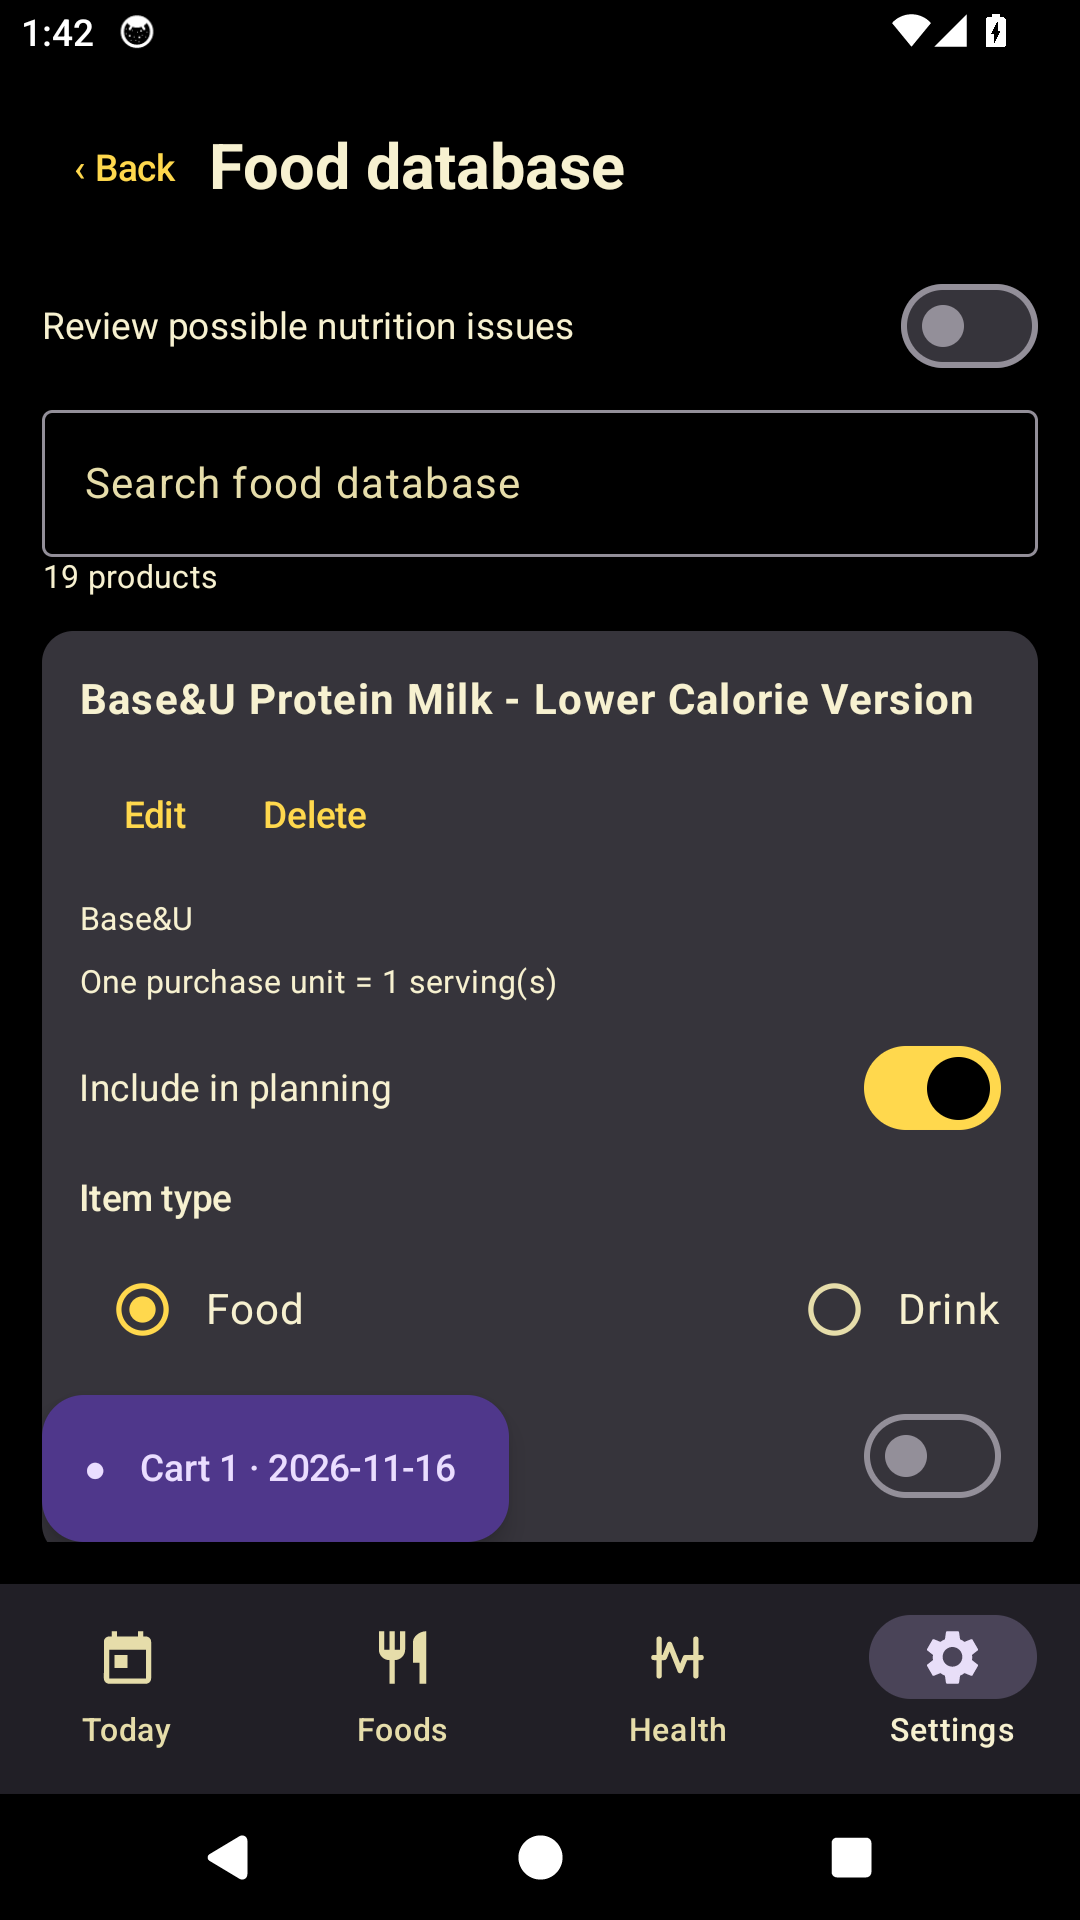 1:42
‹ Back Food database
Review possible nutrition issues
Search food database
19 products
Base&U Protein Milk - Lower Calorie Version
Edit Delete
Base&U
One purchase unit = 1 serving(s)
Include in planning
Item type
Food Drink
Cart 1 · 2026-11-16
Today Foods Health Settings